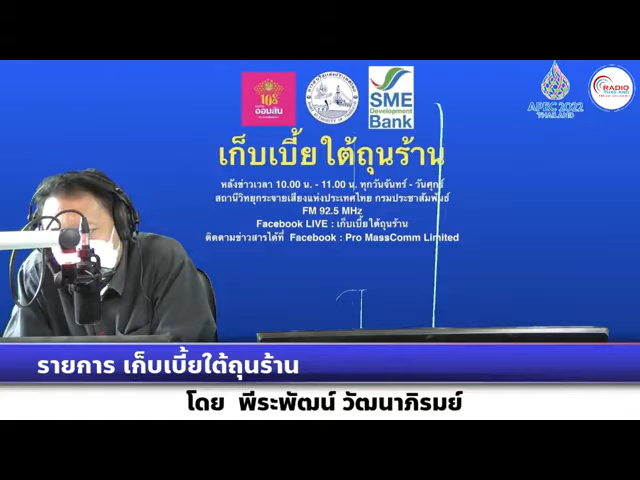 108
ออมสิน
SME
Development
Bank
APEC 2022
THAILAND
RADIO
THAILAND
เก็บเบี้ยใต้ถุนร้าน
หลังข่าวเวลา 10.00 น. - 11.00 น. ทุกวันจันทร์ - วันศุกร์
สถานีวิทยุกระจายเสียงแห่งประเทศไทย กรมประชาสัมพันธ์
FM 92.5 MHz
Facebook LIVE : เก็บเบี้ยใต้ถุนร้าน
ติดตามข่าวสารได้ที่ Facebook : Pro MassComm Limited
รายการ เก็บเบี้ยใต้ถุนร้าน
โดย พีระพัฒน์ วัฒนาภิรมย์